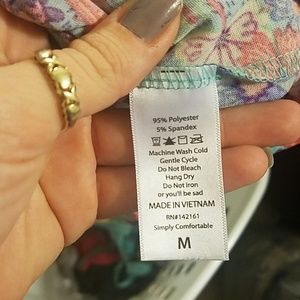 95% Polyester
5% Spandex
Machine Wash Cold
Gentle Cycle
Do Not Bleach
Hang Dry
Do Not Iron
or you'll be sad
MADE IN VIETNAM
RN#142161
Simply Comfortable
M